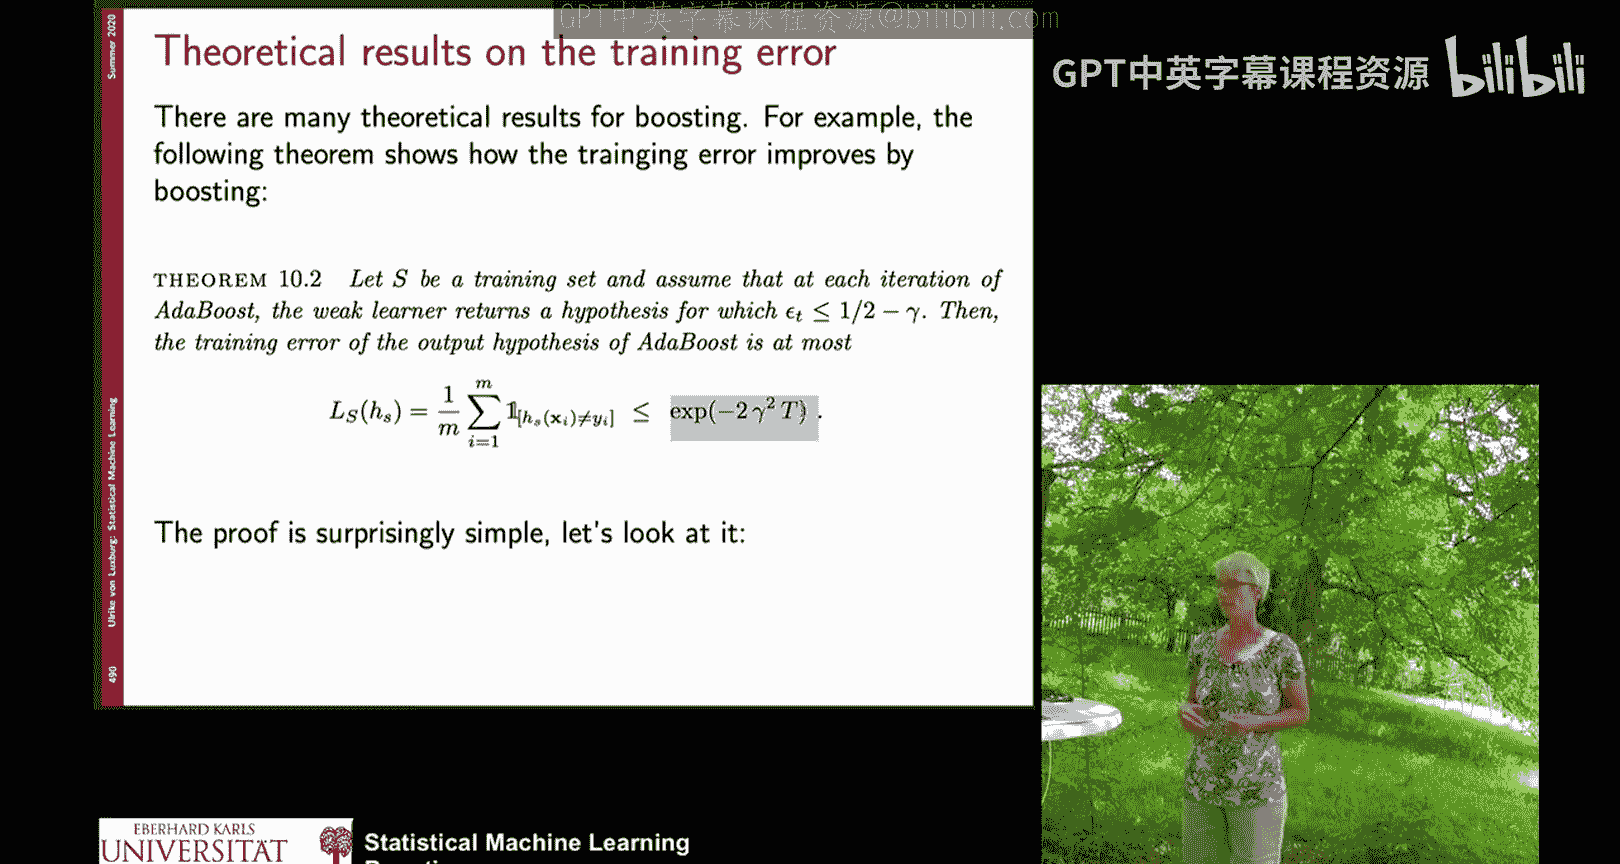 GPT中英字幕课程资源@bilibili.com
GPT中英字幕课程资源 bilibili
Summer 2020
Theoretical results on the training error
There are many theoretical results for boosting. For example, the
following theorem shows how the trainging error improves by
boosting:
THEOREM 10.2 Let S be a training set and assume that at each iteration of
AdaBoost, the weak learner returns a hypothesis for which ϵₜ ≤ 1/2 − γ. Then,
the training error of the output hypothesis of AdaBoost is at most
L_S(h_s) = 1/m ∑_{i=1}^{m} 𝟙_{[h_s(x_i)≠y_i]} ≤ exp(−2 γ² T) .
The proof is surprisingly simple, let's look at it:
Ulrike von Luxburg: Statistical Machine Learning
490
EBERHARD KARLS
UNIVERSITÄT
Statistical Machine Learning